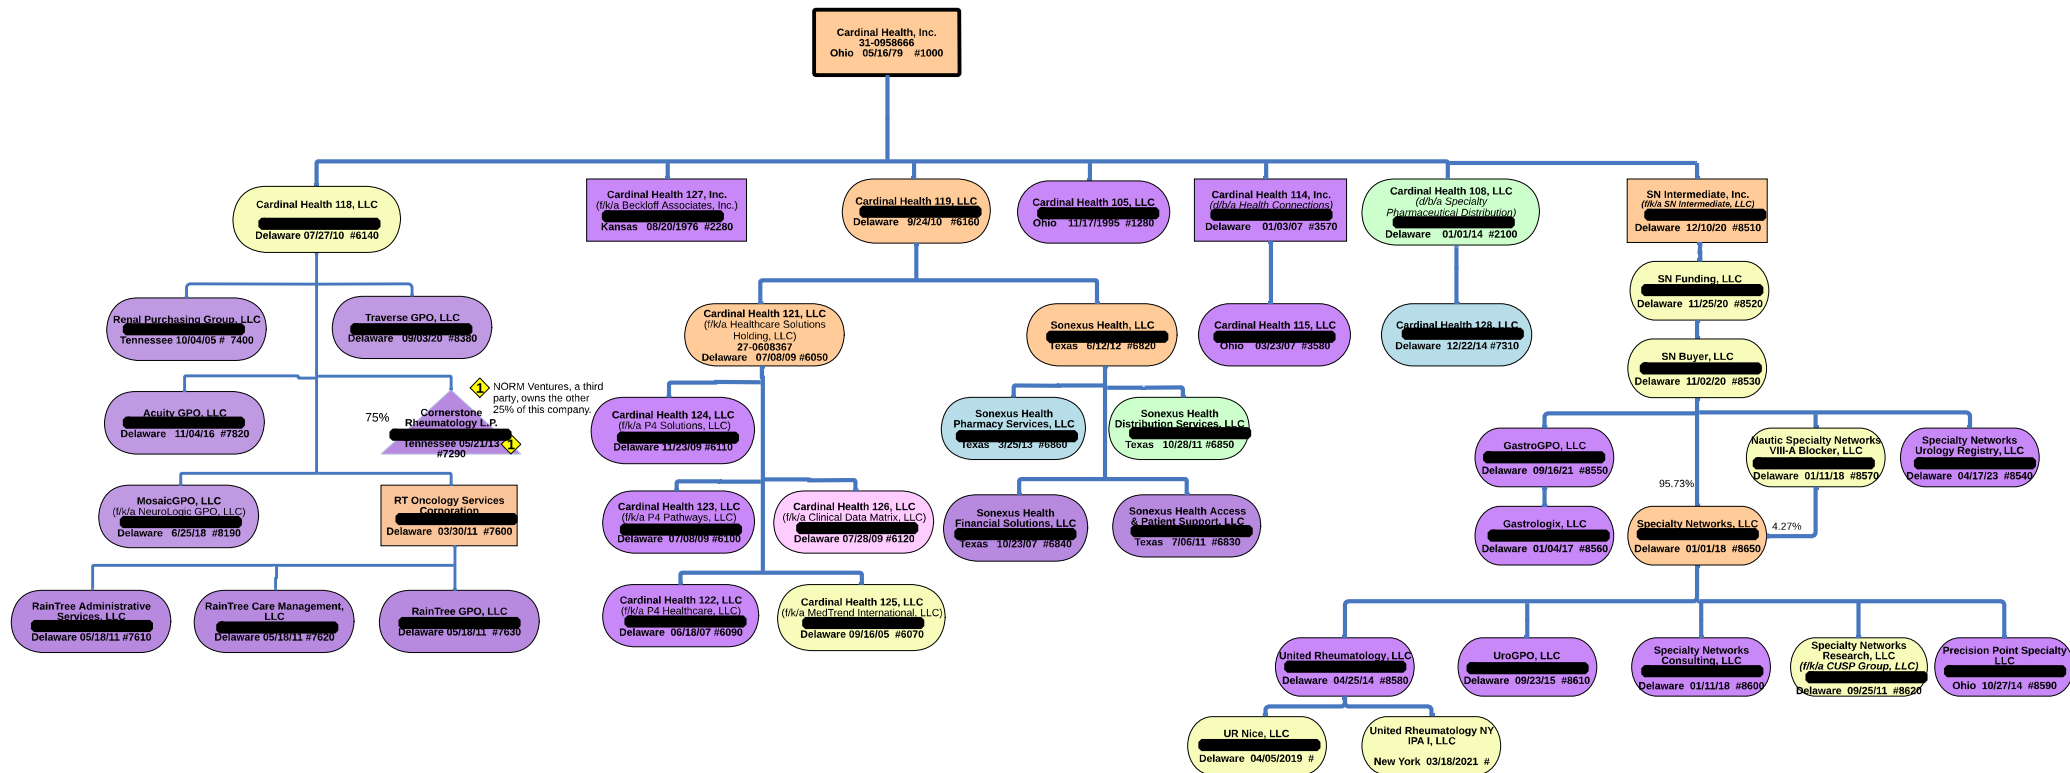 Cardinal Health, Inc.
31-0958666
Ohio 05/16/79 #1000
Cardinal Health 118, LLC
Delaware 07/27/10 #6140
Cardinal Health 127, Inc.
(f/k/a Beckloff Associates, Inc.)
Kansas 08/20/1976 #2280
Cardinal Health 119, LLC
Delaware 9/24/10 #6160
Cardinal Health 105, LLC
Ohio 11/17/1995 #1280
Cardinal Health 114, Inc.
(d/b/a Health Connections)
Delaware 01/03/07 #3570
Cardinal Health 108, LLC
(d/b/a Specialty
Pharmaceutical Distribution)
Delaware 01/01/14 #2100
SN Intermediate, Inc.
(f/k/a SN Intermediate, LLC)
Delaware 12/10/20 #8510
SN Funding, LLC
Delaware 11/25/20 #8520
Renal Purchasing Group, LLC
Tennessee 10/04/05 # 7400
Traverse GPO, LLC
Delaware 09/03/20 #8380
Cardinal Health 121, LLC
(f/k/a Healthcare Solutions
Holding, LLC)
27-0608367
Delaware 07/08/09 #6050
Sonexus Health, LLC
Texas 6/12/12 #6820
Cardinal Health 115, LLC
Ohio 03/23/07 #3580
Cardinal Health 128, LLC
Delaware 12/22/14 #7310
SN Buyer, LLC
Delaware 11/02/20 #8530
Acuity GPO, LLC
Delaware 11/04/16 #7820
75%
Cornerstone
Rheumatology L.P.
Tennessee 05/21/13
#7290
1
1
NORM Ventures, a third
party, owns the other
25% of this company.
Cardinal Health 124, LLC
(f/k/a P4 Solutions, LLC)
Delaware 11/23/09 #6110
Sonexus Health
Pharmacy Services, LLC
Texas 3/25/13 #6860
Sonexus Health
Distribution Services, LLC
Texas 10/28/11 #6850
GastroGPO, LLC
Delaware 09/16/21 #8550
Nautic Specialty Networks
VIII-A Blocker, LLC
Delaware 01/11/18 #8570
Specialty Networks
Urology Registry, LLC
Delaware 04/17/23 #8540
95.73%
MosaicGPO, LLC
(f/k/a NeuroLogic GPO, LLC)
Delaware 6/25/18 #8190
RT Oncology Services
Corporation
Delaware 03/30/11 #7600
Cardinal Health 123, LLC
(f/k/a P4 Pathways, LLC)
Delaware 07/08/09 #6100
Cardinal Health 126, LLC
(f/k/a Clinical Data Matrix, LLC)
Delaware 07/28/09 #6120
Sonexus Health
Financial Solutions, LLC
Texas 10/23/07 #6840
Sonexus Health Access
& Patient Support, LLC
Texas 7/06/11 #6830
Gastrologix, LLC
Delaware 01/04/17 #8560
Specialty Networks, LLC
Delaware 01/01/18 #8650
4.27%
RainTree Administrative
Services, LLC
Delaware 05/18/11 #7610
RainTree Care Management,
LLC
Delaware 05/18/11 #7620
RainTree GPO, LLC
Delaware 05/18/11 #7630
Cardinal Health 122, LLC
(f/k/a P4 Healthcare, LLC)
Delaware 06/18/07 #6090
Cardinal Health 125, LLC
(f/k/a MedTrend International, LLC)
Delaware 09/16/05 #6070
United Rheumatology, LLC
Delaware 04/25/14 #8580
UroGPO, LLC
Delaware 09/23/15 #8610
Specialty Networks
Consulting, LLC
Delaware 01/11/18 #8600
Specialty Networks
Research, LLC
(f/k/a CUSP Group, LLC)
Delaware 09/25/11 #8620
Precision Point Specialty
LLC
Ohio 10/27/14 #8590
UR Nice, LLC
Delaware 04/05/2019 #
United Rheumatology NY
IPA I, LLC
New York 03/18/2021 #